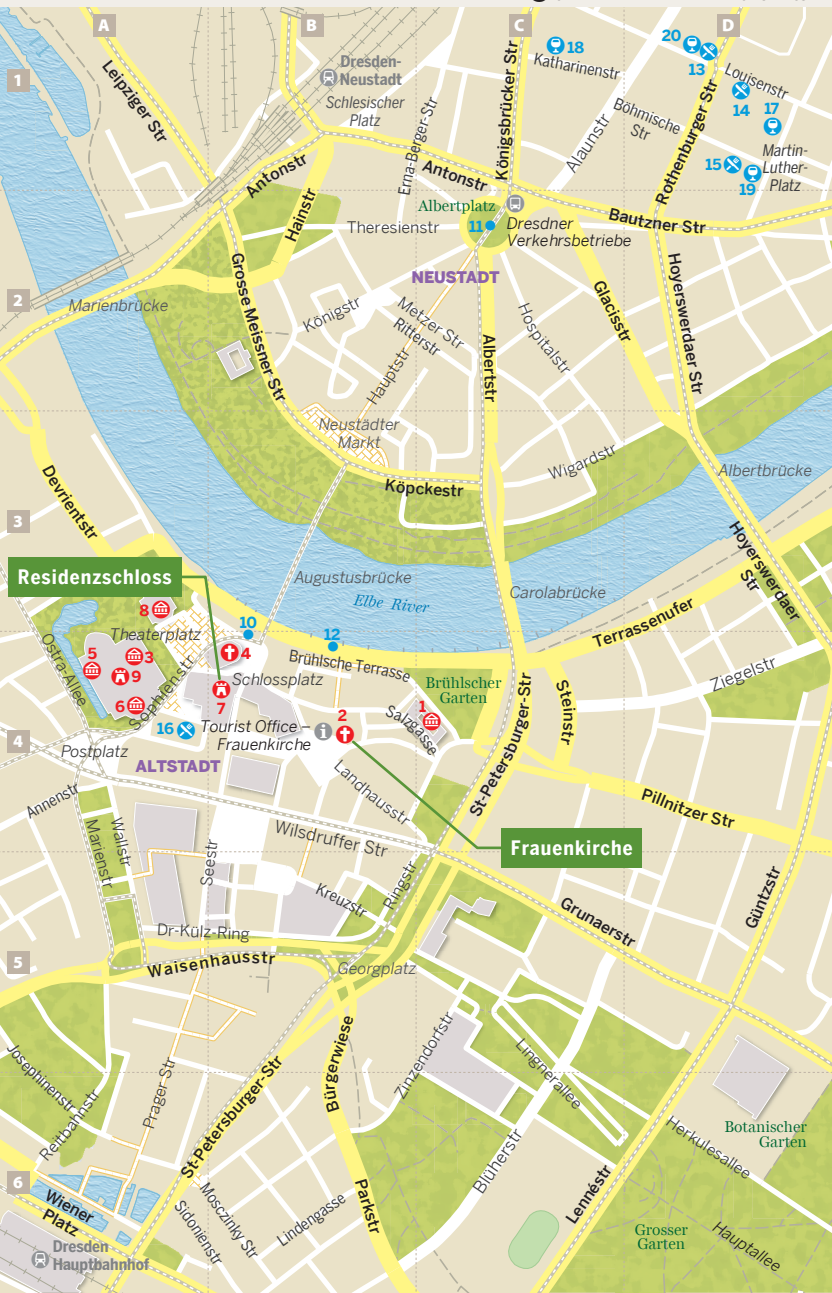 A
B
C
D
1
2
3
4
5
6
Leipziger Str
Dresden-
Neustadt
Schlesischer
Platz
Königsbrücker Str
18
Katharinenstr
20
13
Louisenstr
14
17
Böhmische
Str
Alaunstr
Rothenburger Str
Martin-
Luther-
Platz
15
19
Erna-Berger-Str
Antonstr
Antonstr
Hainstr
Albertplatz
11
Theresienstr
Dresdner
Verkehrsbetriebe
Bautzner Str
NEUSTADT
Marienbrücke
Grosse Meissner Str
Königstr
Metzer Str
Ritterstr
Hauptstr
Albertstr
Hospitalstr
Glacisstr
Hoyerswerdaer Str
Neustädter
Markt
Wigardstr
Köpckestr
Albertbrücke
Devrientstr
Hoyerswerdaer
Str
Residenzschloss
Augustusbrücke
Elbe River
Carolabrücke
8
Theaterplatz
10
12
Terrassenufer
Ostra-Allee
5
3
9
6
4
Sophienstr
Brühlsche Terrasse
Schlossplatz
7
Brühlscher
Garten
1
Salzgasse
Ziegelstr
Steinstr
16
Tourist Office –
Frauenkirche
2
Postplatz
ALTSTADT
Landhausstr
St-Petersburger-Str
Pillnitzer Str
Annenstr
Marienstr
Wallstr
Seestr
Wilsdruffer Str
Frauenkirche
Ringstr
Kreuzstr
Güntzstr
Grunaerstr
Dr-Külz-Ring
Waisenhausstr
Georgplatz
Josephinenstr
Reitbahnstr
Prager Str
St-Petersburger-Str
Bürgerwiese
Zinzendorfstr
Lingnerallee
Blüherstr
Botanischer
Garten
Herkulesallee
Wiener
Platz
Mosczinky Str
Sidonienstr
Lindengasse
Parkstr
Lennéstr
Grosser
Garten
Hauptallee
Dresden
Hauptbahnhof